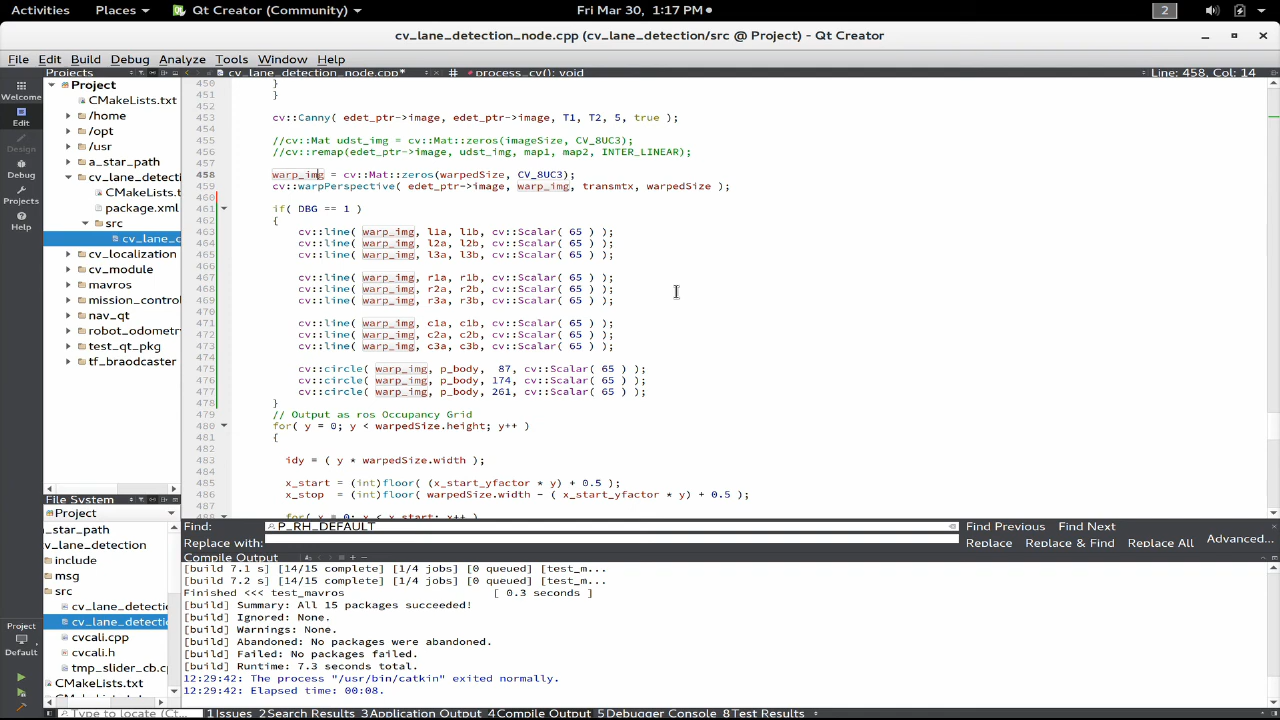 Activities Places Qt Creator (Community) Fri Mar 30, 1:17 PM 2
cv_lane_detection_node.cpp (cv_lane_detection/src @ Project) - Qt Creator
File Edit Build Debug Analyze Tools Window Help
Projects cv_lane_detection_node.cpp* # process_cv(): void Line: 458, Col: 14
Welcome
Edit
Design
Debug
Projects
Help
Project
Default
Project
CMakeLists.txt
/home
/opt
/usr
a_star_path
cv_lane_detec
CMakeLists.t
package.xml
src
cv_lane_c
cv_localization
cv_module
mavros
mission_contro
nav_qt
robot_odometry
test_qt_pkg
tf_braodcaster
File System
Project
a_star_path
v_lane_detection
include
msg
src
cv_lane_detecti
cv_lane_detecti
cvcali.cpp
cvcali.h
tmp_slider_cb.c
CMakeLists.txt
450 }
451 }
452
453 cv::Canny( edet_ptr->image, edet_ptr->image, T1, T2, 5, true );
454
455 //cv::Mat udst_img = cv::Mat::zeros(imageSize, CV_8UC3);
456 //cv::remap(edet_ptr->image, udst_img, map1, map2, INTER_LINEAR);
457
458 warp_img = cv::Mat::zeros(warpedSize, CV_8UC3);
459 cv::warpPerspective( edet_ptr->image, warp_img, transmtx, warpedSize );
460
461 if( DBG == 1 )
462 {
463 cv::line( warp_img, l1a, l1b, cv::Scalar( 65 ) );
464 cv::line( warp_img, l2a, l2b, cv::Scalar( 65 ) );
465 cv::line( warp_img, l3a, l3b, cv::Scalar( 65 ) );
466
467 cv::line( warp_img, r1a, r1b, cv::Scalar( 65 ) );
468 cv::line( warp_img, r2a, r2b, cv::Scalar( 65 ) );
469 cv::line( warp_img, r3a, r3b, cv::Scalar( 65 ) );
470
471 cv::line( warp_img, c1a, c1b, cv::Scalar( 65 ) );
472 cv::line( warp_img, c2a, c2b, cv::Scalar( 65 ) );
473 cv::line( warp_img, c3a, c3b, cv::Scalar( 65 ) );
474
475 cv::circle( warp_img, p_body, 87, cv::Scalar( 65 ) );
476 cv::circle( warp_img, p_body, 174, cv::Scalar( 65 ) );
477 cv::circle( warp_img, p_body, 261, cv::Scalar( 65 ) );
478 }
479 // Output as ros Occupancy Grid
480 for( y = 0; y < warpedSize.height; y++ )
481 {
482
483 idy = ( y * warpedSize.width );
484
485 x_start = (int)floor( (x_start_yfactor * y) + 0.5 );
486 x_stop = (int)floor( warpedSize.width - ( x_start_yfactor * y) + 0.5 );
487
488 for( x = 0; x < x_start; x++ )
Find: P_RH_DEFAULT Find Previous Find Next
Replace with: Replace Replace & Find Replace All Advanced...
Compile Output
[build 7.1 s] [14/15 complete] [1/4 jobs] [0 queued] [test_m...
[build 7.2 s] [14/15 complete] [1/4 jobs] [0 queued] [test_m...
Finished <<< test_mavros [ 0.3 seconds ]
[build] Summary: All 15 packages succeeded!
[build] Ignored: None.
[build] Warnings: None.
[build] Abandoned: No packages were abandoned.
[build] Failed: No packages failed.
[build] Runtime: 7.3 seconds total.
12:29:42: The process "/usr/bin/catkin" exited normally.
12:29:42: Elapsed time: 00:08.
Type to locate (Ct... 1 Issues 2 Search Results 3 Application Output 4 Compile Output 5 Debugger Console 8 Test Results